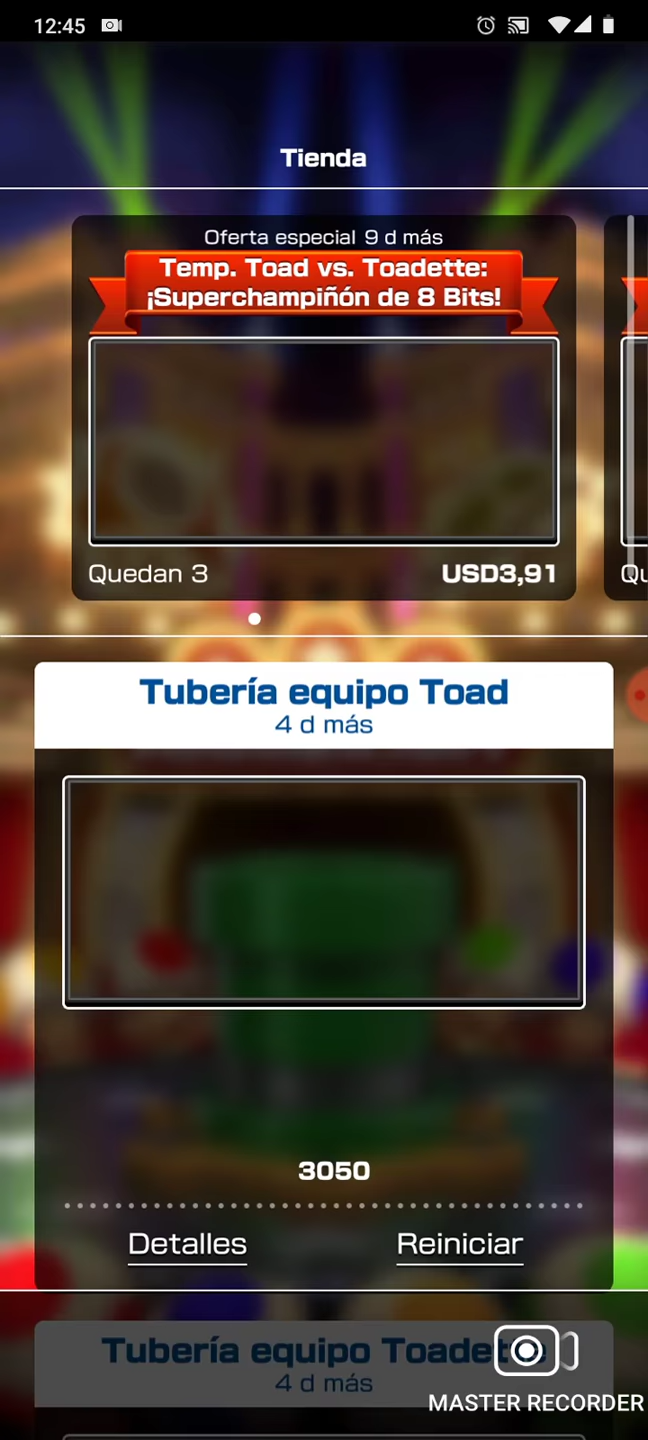 12:45
Tienda
Oferta especial 9 d más
Temp. Toad vs. Toadette:
¡Superchampiñón de 8 Bits!
Quedan 3
USD3,91
Qu
Tubería equipo Toad
4 d más
3050
Detalles
Reiniciar
Tubería equipo Toadette
4 d más
MASTER RECORDER